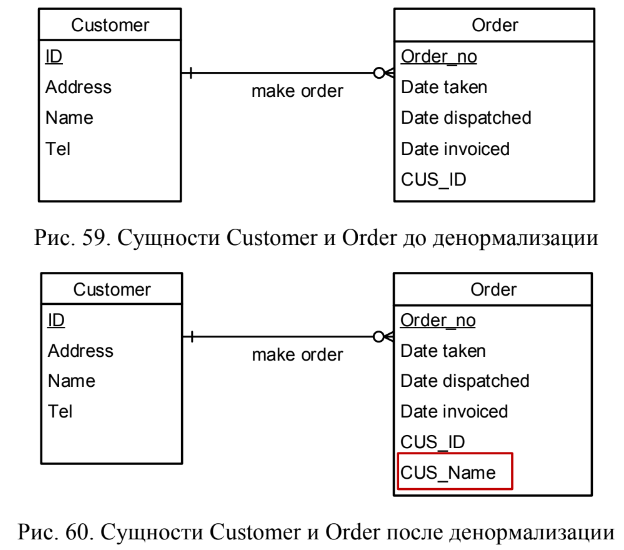 Customer
Order
ID
Order_no
Address
Date taken
make order
Name
Date dispatched
Tel
Date invoiced
CUS_ID
Рис. 59. Сущности Customer и Order до денормализации
Customer
Order
ID
Order_no
Address
Date taken
make order
Name
Date dispatched
Tel
Date invoiced
CUS_ID
CUS_Name
Рис. 60. Сущности Customer и Order после денормализации